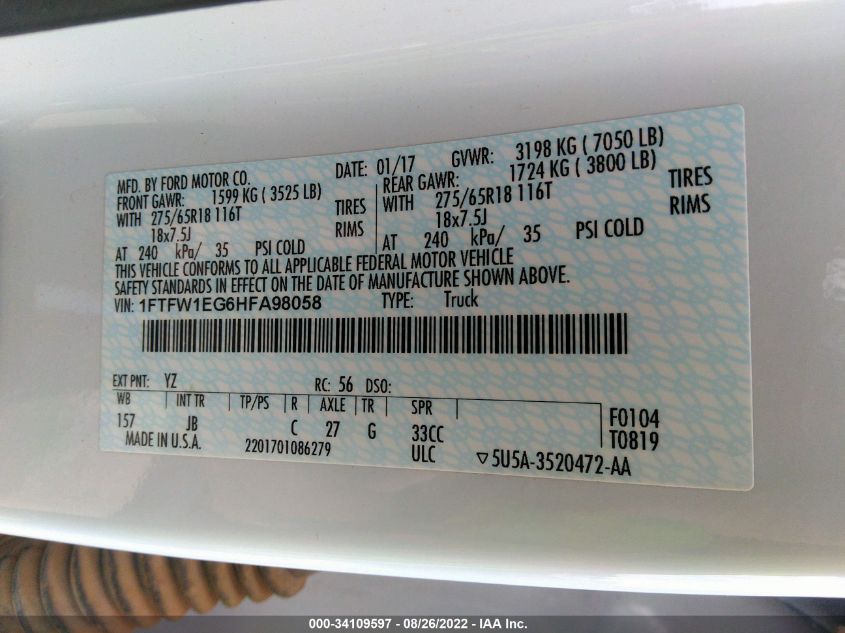 MFD. BY FORD MOTOR CO. DATE: 01/17 GVWR: 3198 KG ( 7050 LB)
FRONT GAWR: 1599 KG ( 3525 LB) REAR GAWR: 1724 KG ( 3800 LB)
WITH 275/65R18 116T TIRES WITH 275/65R18 116T TIRES
18x7.5J RIMS 18x7.5J RIMS
AT 240 kPa/ 35 PSI COLD AT 240 kPa/ 35 PSI COLD
THIS VEHICLE CONFORMS TO ALL APPLICABLE FEDERAL MOTOR VEHICLE
SAFETY STANDARDS IN EFFECT ON THE DATE OF MANUFACTURE SHOWN ABOVE.
VIN: 1FTFW1EG6HFA98058 TYPE: Truck
EXT PNT: YZ RC: 56 DSO:
WB INT TR TP/PS R AXLE TR SPR F0104
157 JB C 27 G 33CC T0819
MADE IN U.S.A. 2201701086279 ULC ▽5U5A-3520472-AA
000-34109597 - 08/26/2022 - IAA Inc.